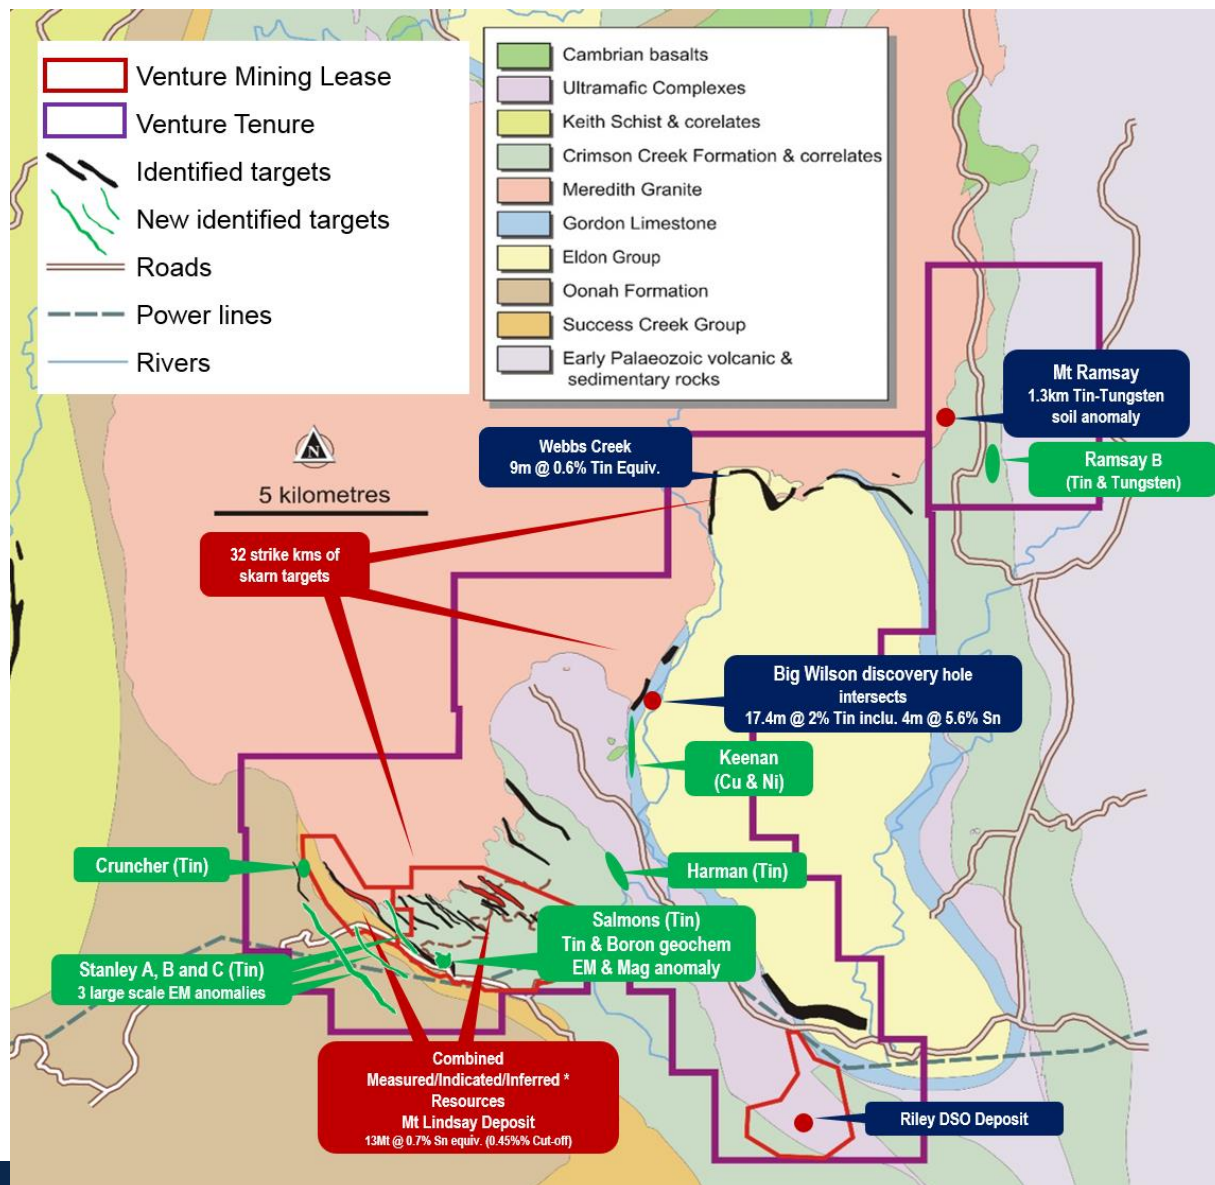 Venture Mining Lease
Venture Tenure
Identified targets
New identified targets
Roads
Power lines
Rivers
Cambrian basalts
Ultramafic Complexes
Keith Schist & corelates
Crimson Creek Formation & correlates
Meredith Granite
Gordon Limestone
Eldon Group
Oonah Formation
Success Creek Group
Early Palaeozoic volcanic &
sedimentary rocks
N
5 kilometres
Mt Ramsay
1.3km Tin-Tungsten
soil anomaly
Ramsay B
(Tin & Tungsten)
Webbs Creek
9m @ 0.6% Tin Equiv.
32 strike kms of
skarn targets
Big Wilson discovery hole
intersects
17.4m @ 2% Tin inclu. 4m @ 5.6% Sn
Keenan
(Cu & Ni)
Cruncher (Tin)
Harman (Tin)
Salmons (Tin)
Tin & Boron geochem
EM & Mag anomaly
Stanley A, B and C (Tin)
3 large scale EM anomalies
Combined
Measured/Indicated/Inferred *
Resources
Mt Lindsay Deposit
13Mt @ 0.7% Sn equiv. (0.45%% Cut-off)
Riley DSO Deposit